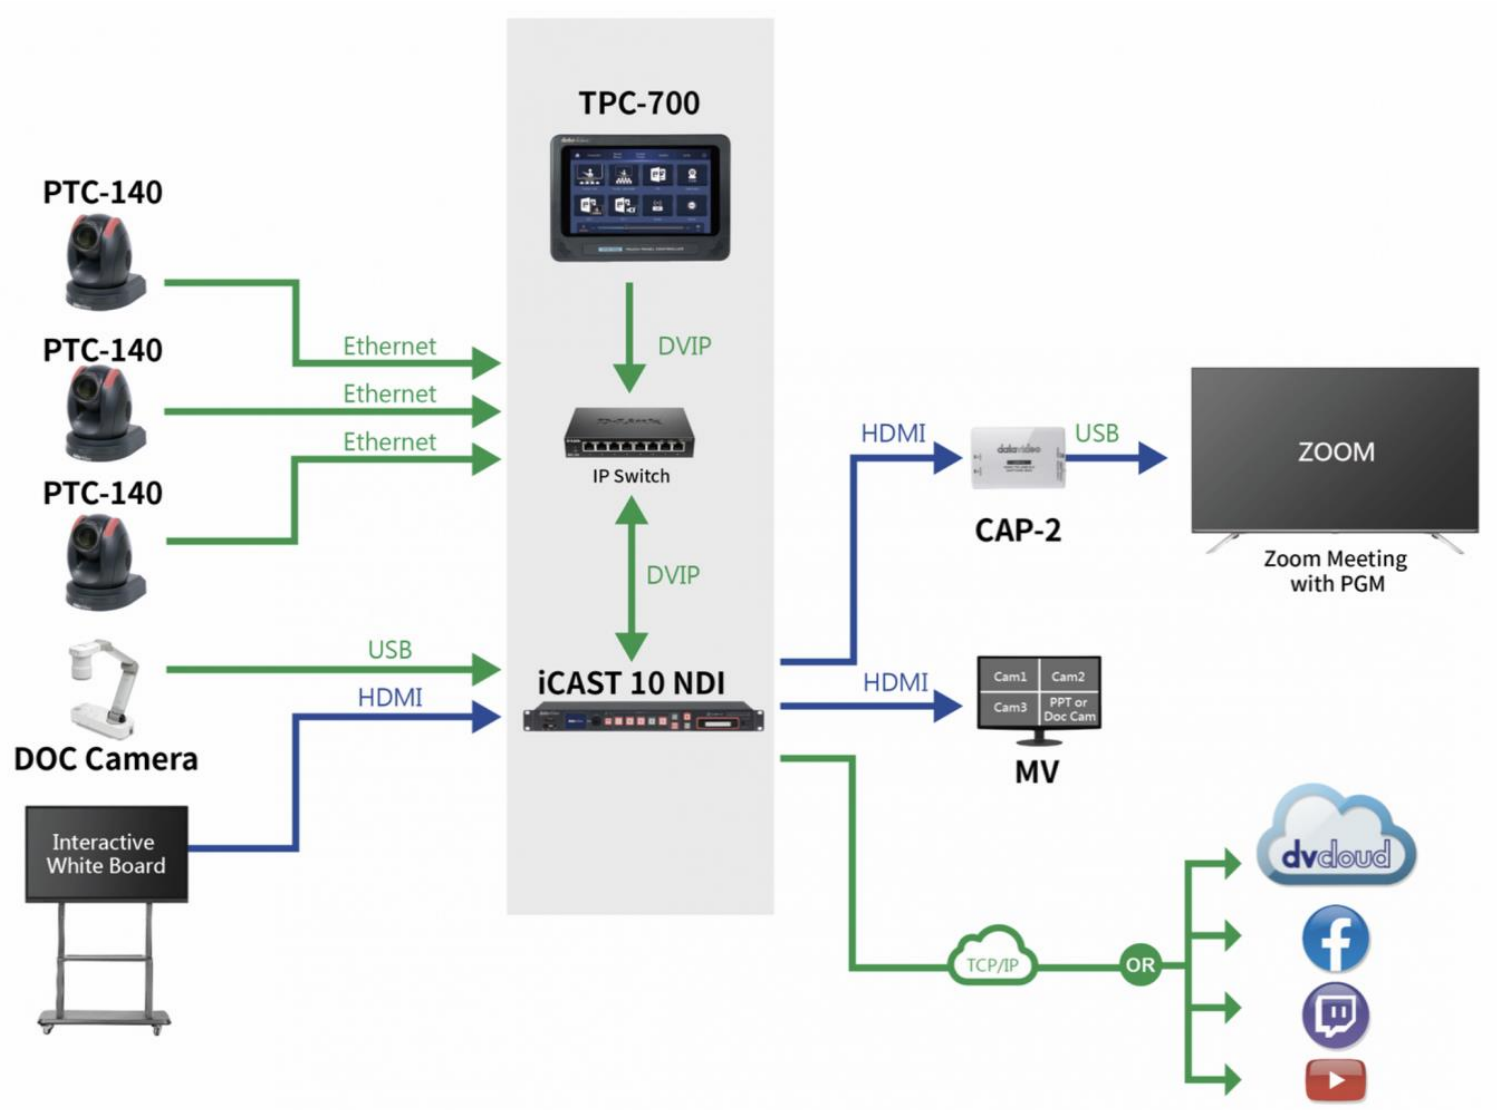 TPC-700
PTC-140
Ethernet
DVIP
PTC-140
Ethernet
Ethernet
D-Link
IP Switch
PTC-140
DVIP
USB
HDMI
iCAST 10 NDI
DOC Camera
Interactive
White Board
HDMI
datavideo
CAP-2
USB
ZOOM
Zoom Meeting
with PGM
HDMI
Cam1
Cam2
Cam3
PPT or
Doc Cam
MV
TCP/IP
OR
dvcloud